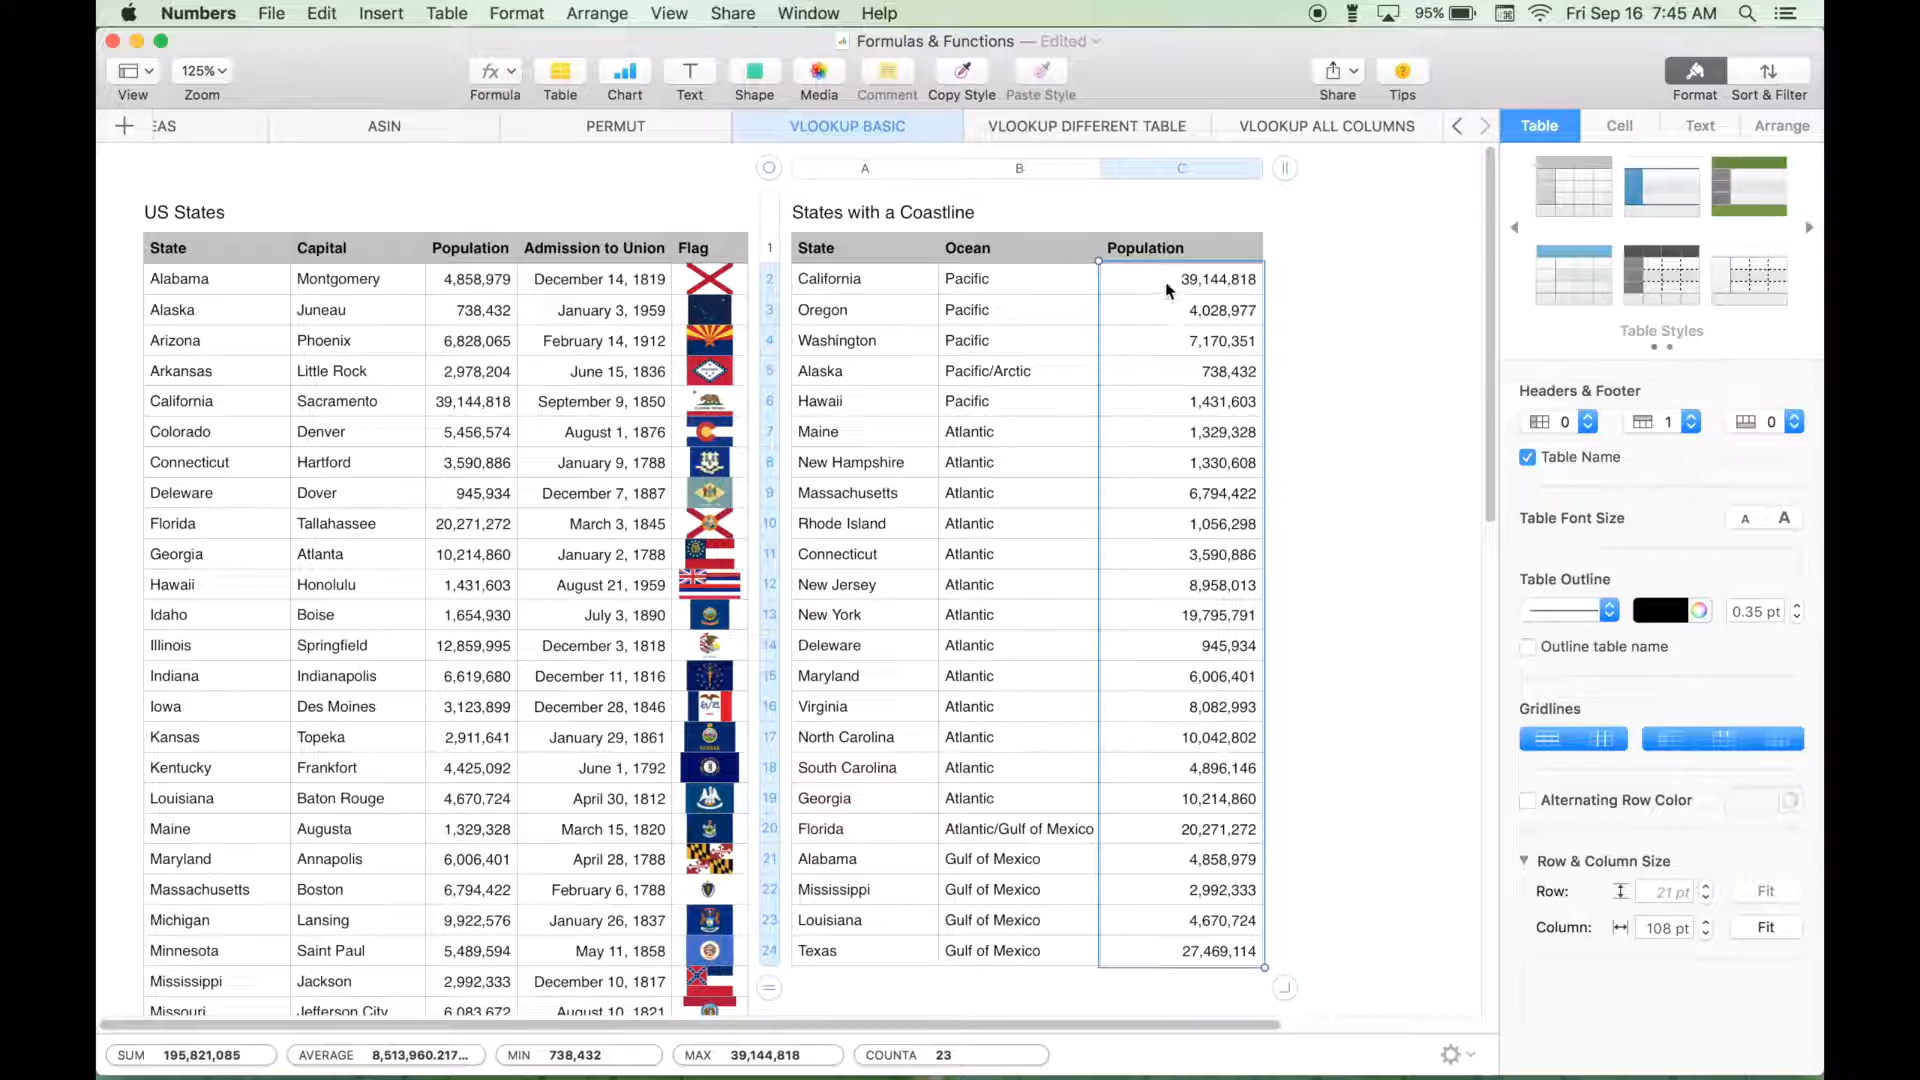 Numbers File Edit Insert Table Format Arrange View Share Window Help 95% Fri Sep 16 7:45 AM
Formulas & Functions — Edited
125%
View Zoom Formula Table Chart Text Shape Media Comment Copy Style Paste Style Share Tips Format Sort & Filter
EAS ASIN PERMUT VLOOKUP BASIC VLOOKUP DIFFERENT TABLE VLOOKUP ALL COLUMNS Table Cell Text Arrange
A B C
US States States with a Coastline
State Capital Population Admission to Union Flag 1 State Ocean Population
Alabama Montgomery 4,858,979 December 14, 1819 2 California Pacific 39,144,818
Alaska Juneau 738,432 January 3, 1959 3 Oregon Pacific 4,028,977
Arizona Phoenix 6,828,065 February 14, 1912 4 Washington Pacific 7,170,351
Arkansas Little Rock 2,978,204 June 15, 1836 5 Alaska Pacific/Arctic 738,432
California Sacramento 39,144,818 September 9, 1850 6 Hawaii Pacific 1,431,603
Colorado Denver 5,456,574 August 1, 1876 7 Maine Atlantic 1,329,328
Connecticut Hartford 3,590,886 January 9, 1788 8 New Hampshire Atlantic 1,330,608
Deleware Dover 945,934 December 7, 1887 9 Massachusetts Atlantic 6,794,422
Florida Tallahassee 20,271,272 March 3, 1845 10 Rhode Island Atlantic 1,056,298
Georgia Atlanta 10,214,860 January 2, 1788 11 Connecticut Atlantic 3,590,886
Hawaii Honolulu 1,431,603 August 21, 1959 12 New Jersey Atlantic 8,958,013
Idaho Boise 1,654,930 July 3, 1890 13 New York Atlantic 19,795,791
Illinois Springfield 12,859,995 December 3, 1818 14 Deleware Atlantic 945,934
Indiana Indianapolis 6,619,680 December 11, 1816 15 Maryland Atlantic 6,006,401
Iowa Des Moines 3,123,899 December 28, 1846 16 Virginia Atlantic 8,082,993
Kansas Topeka 2,911,641 January 29, 1861 17 North Carolina Atlantic 10,042,802
Kentucky Frankfort 4,425,092 June 1, 1792 18 South Carolina Atlantic 4,896,146
Louisiana Baton Rouge 4,670,724 April 30, 1812 19 Georgia Atlantic 10,214,860
Maine Augusta 1,329,328 March 15, 1820 20 Florida Atlantic/Gulf of Mexico 20,271,272
Maryland Annapolis 6,006,401 April 28, 1788 21 Alabama Gulf of Mexico 4,858,979
Massachusetts Boston 6,794,422 February 6, 1788 22 Mississippi Gulf of Mexico 2,992,333
Michigan Lansing 9,922,576 January 26, 1837 23 Louisiana Gulf of Mexico 4,670,724
Minnesota Saint Paul 5,489,594 May 11, 1858 24 Texas Gulf of Mexico 27,469,114
Mississippi Jackson 2,992,333 December 10, 1817
Missouri Jefferson City 6,083,672 August 10, 1821
SUM 195,821,085 AVERAGE 8,513,960.217... MIN 738,432 MAX 39,144,818 COUNTA 23
Table Styles
Headers & Footer
0 1 0
Table Name
Table Font Size A A
Table Outline
0.35 pt
Outline table name
Gridlines
Alternating Row Color
Row & Column Size
Row: 21 pt Fit
Column: 108 pt Fit